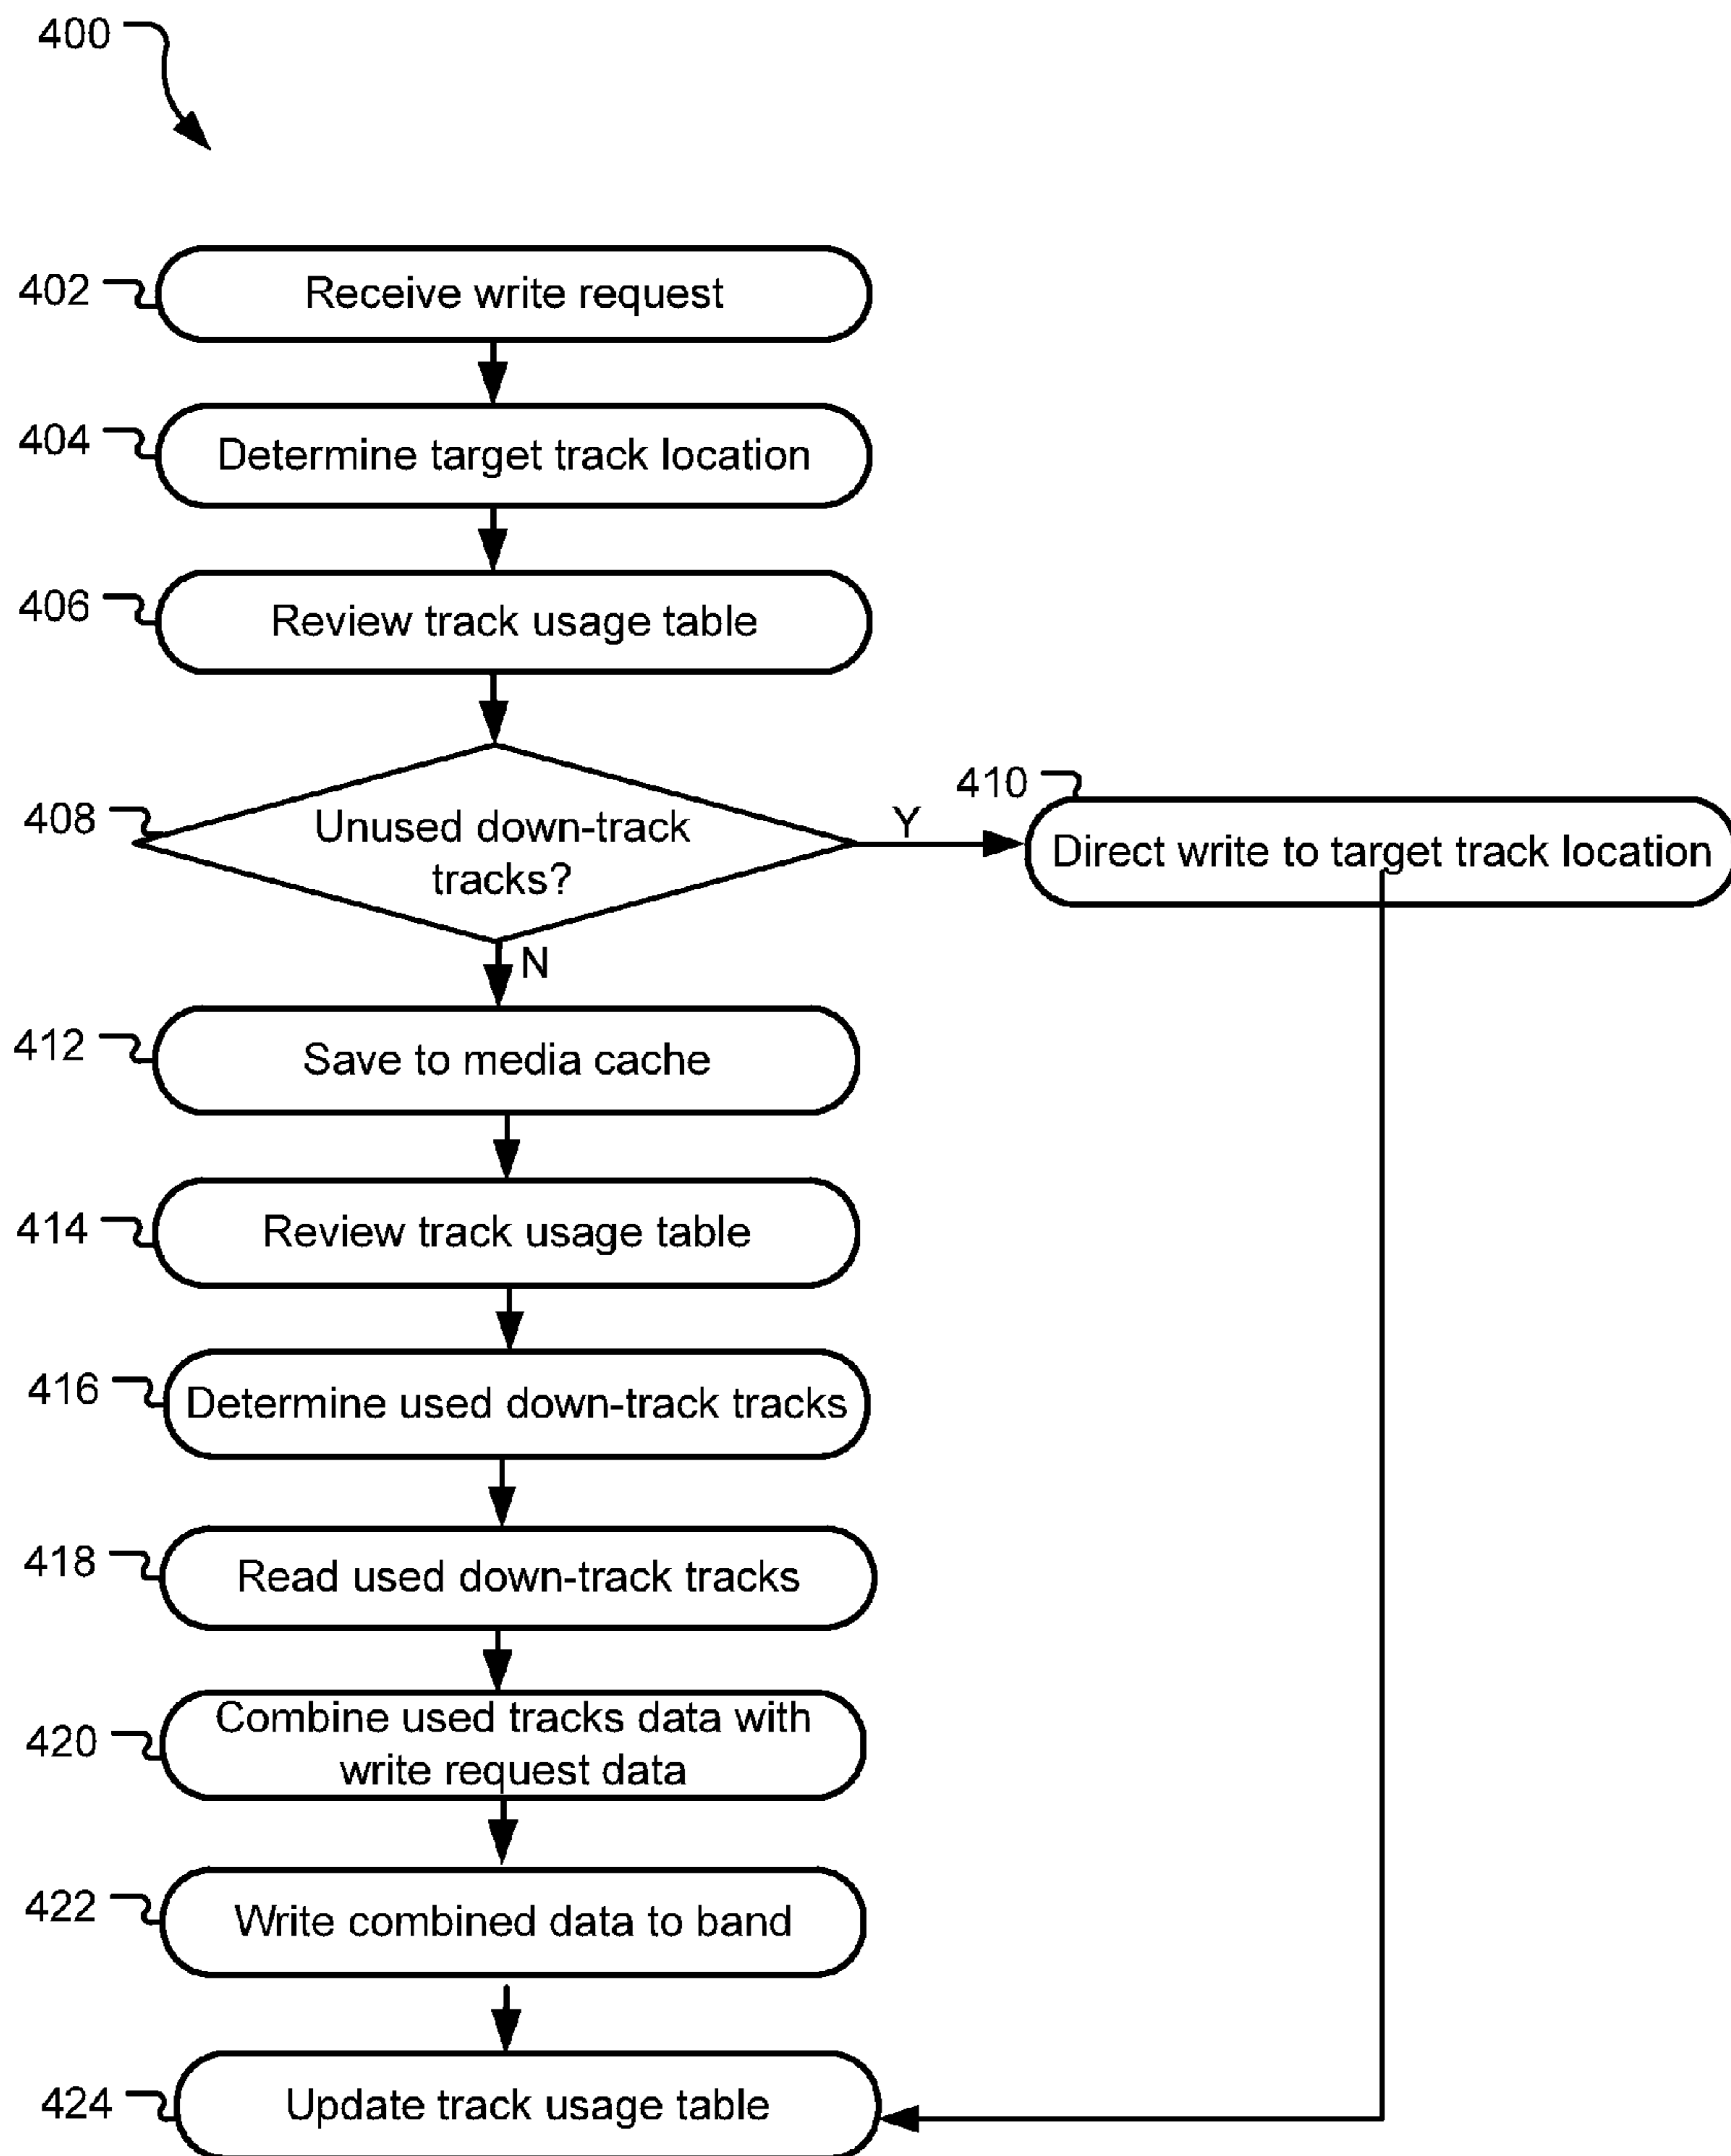 400
402
Receive write request
404
Determine target track location
406
Review track usage table
408
Unused down-track
tracks?
Y
410
Direct write to target track location
N
412
Save to media cache
414
Review track usage table
416
Determine used down-track tracks
418
Read used down-track tracks
420
Combine used tracks data with
write request data
422
Write combined data to band
424
Update track usage table